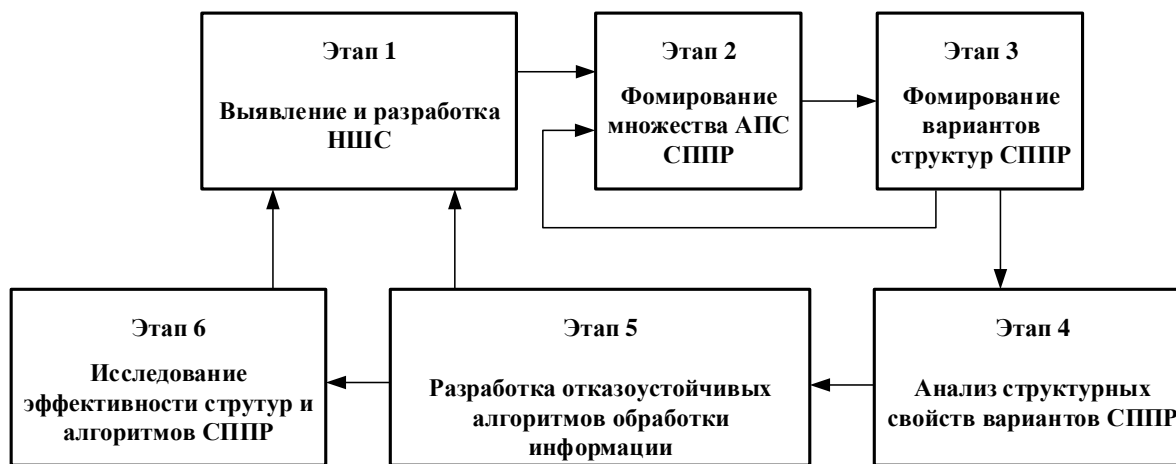 Этап 1
Выявление и разработка
НШС
Этап 2
Фомирование
множества АПС
СППР
Этап 3
Фомирование
вариантов
структур СППР
Этап 6
Исследование
эффективности струтур и
алгоритмов СППР
Этап 5
Разработка отказоустойчивых
алгоритмов обработки
информации
Этап 4
Анализ структурных
свойств вариантов СППР